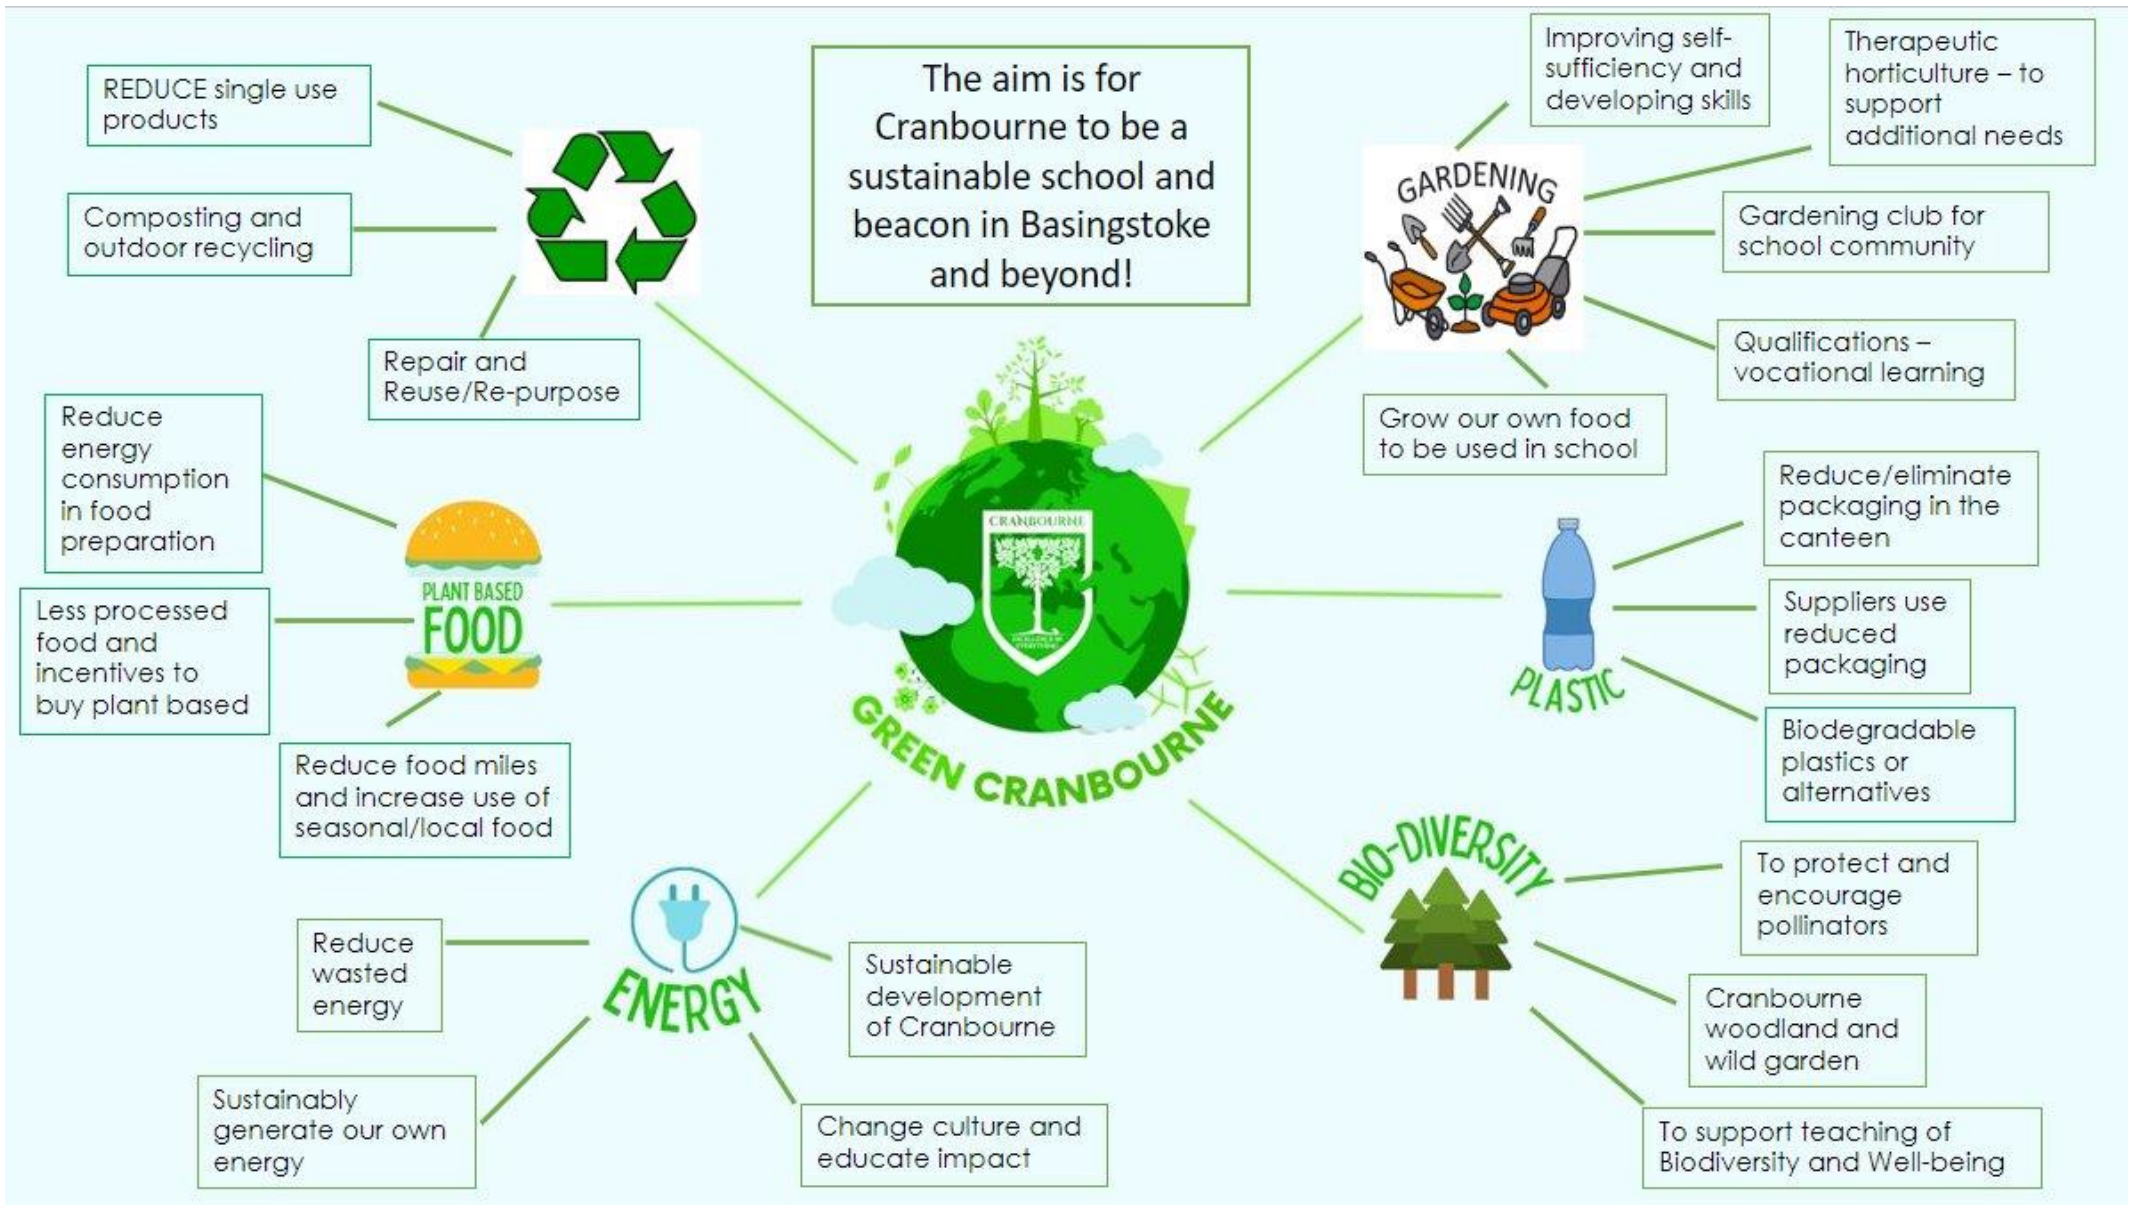 The aim is for
Cranbourne to be a
sustainable school and
beacon in Basingstoke
and beyond!
REDUCE single use
products
Composting and
outdoor recycling
Repair and
Reuse/Re-purpose
GARDENING
Improving self-
sufficiency and
developing skills
Therapeutic
horticulture – to
support
additional needs
Gardening club for
school community
Qualifications –
vocational learning
Grow our own food
to be used in school
PLANT BASED
FOOD
Reduce
energy
consumption
in food
preparation
Less processed
food and
incentives to
buy plant based
Reduce food miles
and increase use of
seasonal/local food
CRANBOURNE
EXCELLENCE IN
EVERYTHING
GREEN CRANBOURNE
PLASTIC
Reduce/eliminate
packaging in the
canteen
Suppliers use
reduced
packaging
Biodegradable
plastics or
alternatives
ENERGY
Reduce
wasted
energy
Sustainably
generate our own
energy
Sustainable
development
of Cranbourne
Change culture and
educate impact
BIO-DIVERSITY
To protect and
encourage
pollinators
Cranbourne
woodland and
wild garden
To support teaching of
Biodiversity and Well-being